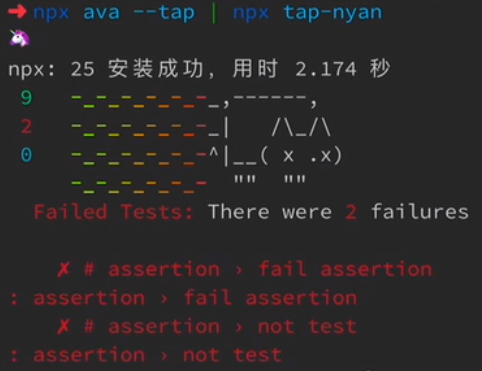 ➜ npx ava --tap | npx tap-nyan
🦄
npx: 25 安装成功, 用时 2.174 秒
 9   -_-_-_-_-_-_-_,------,
 2   -_-_-_-_-_-_-_|   /\_/\
 0   -_-_-_-_-_-_-^|__( x .x)
     -_-_-_-_-_-_-  ""  ""
  Failed Tests: There were 2 failures

    ✗ # assertion › fail assertion
: assertion › fail assertion
    ✗ # assertion › not test
: assertion › not test